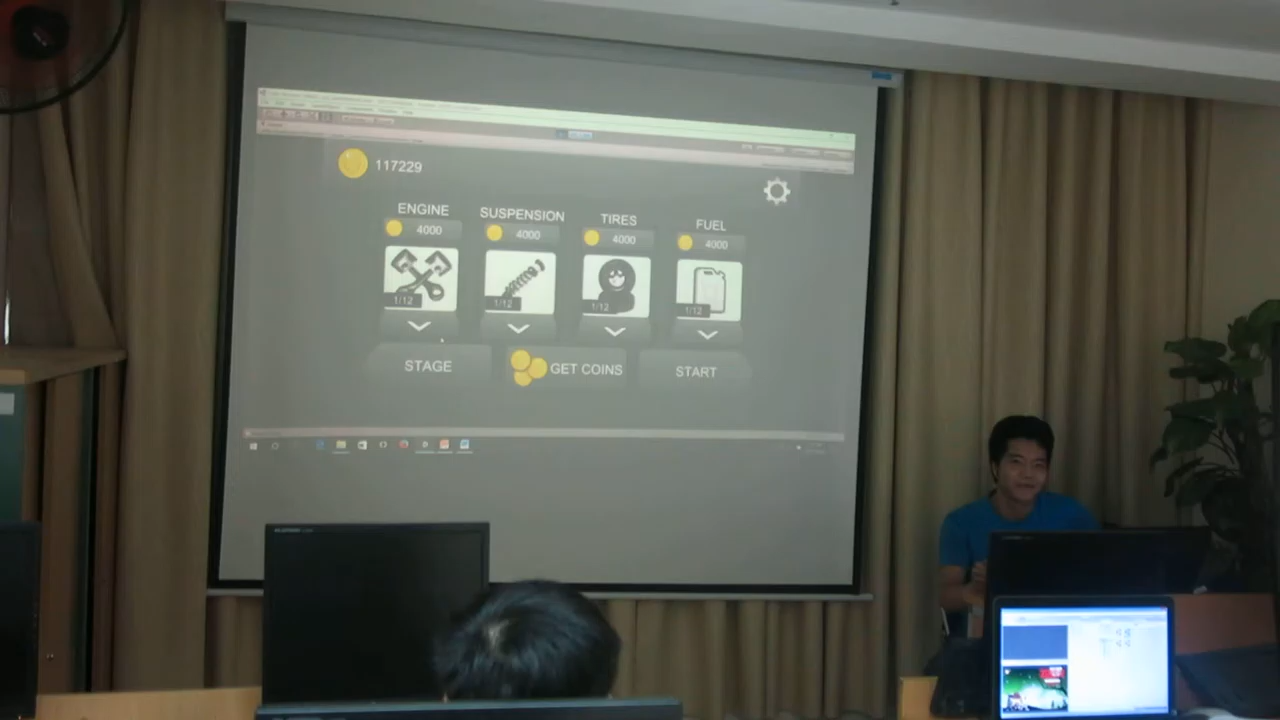 117229
ENGINE
SUSPENSION
TIRES
FUEL
4000
4000
4000
4000
1/12
1/12
1/12
1/12
STAGE
GET COINS
START